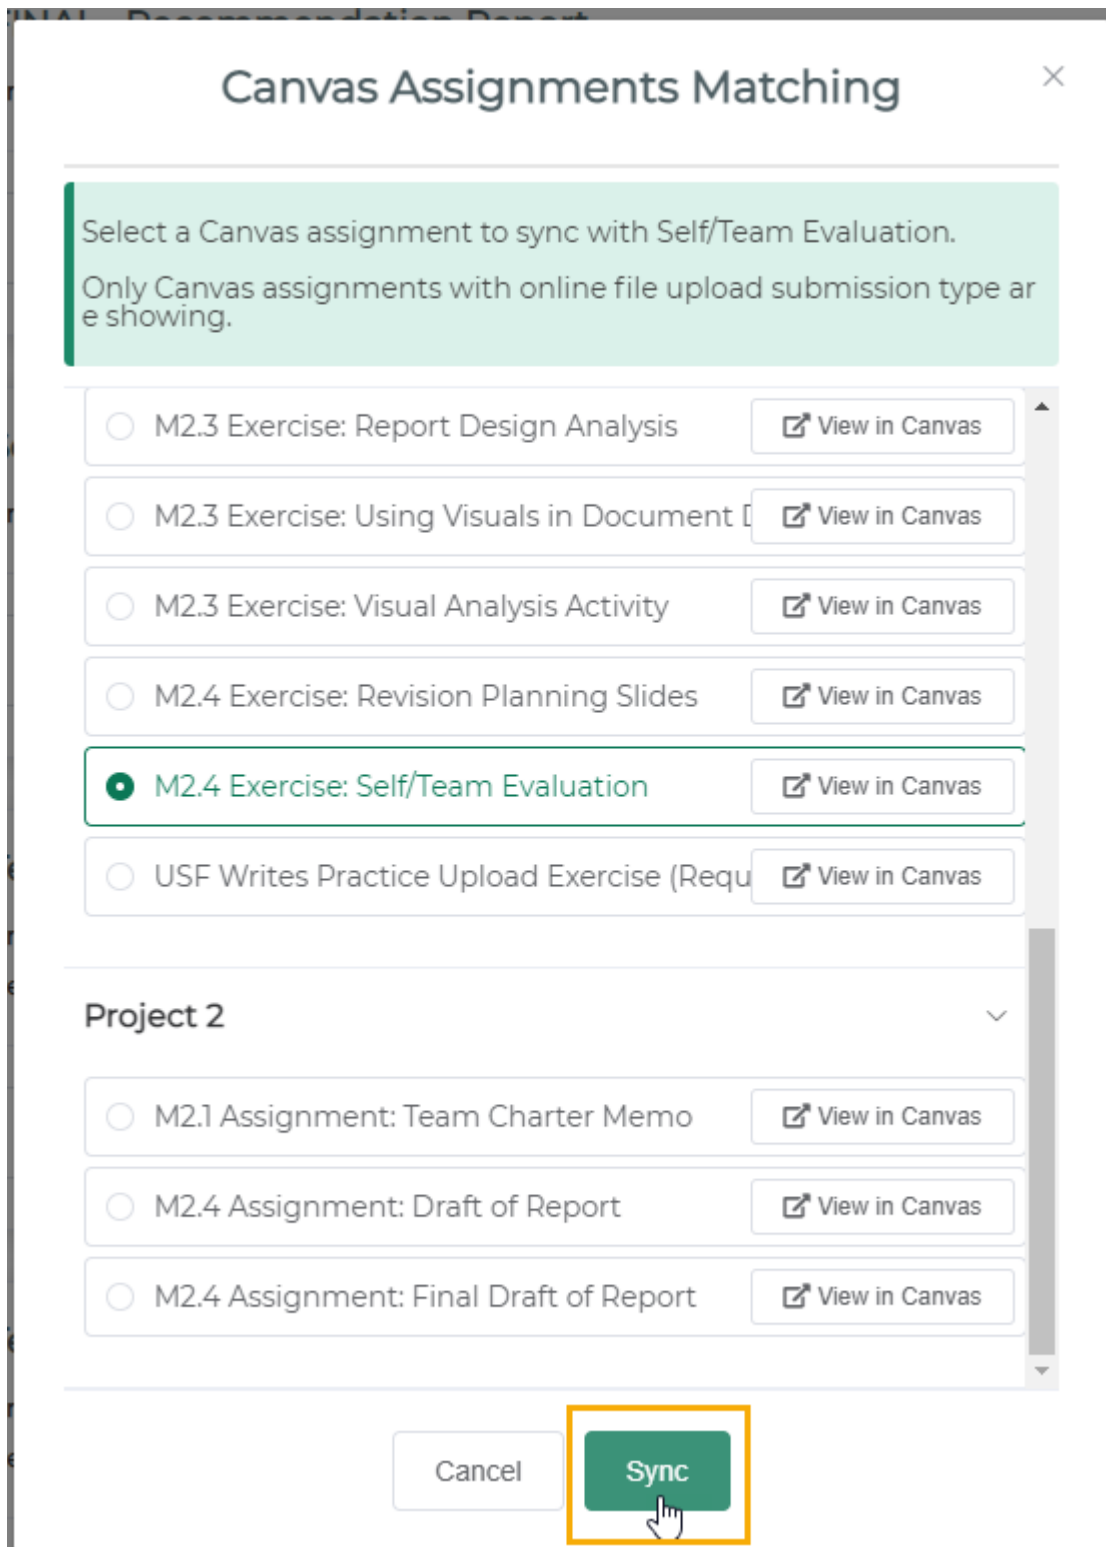 Canvas Assignments Matching
Select a Canvas assignment to sync with Self/Team Evaluation.
Only Canvas assignments with online file upload submission type ar
e showing.
M2.3 Exercise: Report Design Analysis View in Canvas
M2.3 Exercise: Using Visuals in Document View in Canvas
M2.3 Exercise: Visual Analysis Activity View in Canvas
M2.4 Exercise: Revision Planning Slides View in Canvas
M2.4 Exercise: Self/Team Evaluation View in Canvas
USF Writes Practice Upload Exercise (Requ View in Canvas
Project 2
M2.1 Assignment: Team Charter Memo View in Canvas
M2.4 Assignment: Draft of Report View in Canvas
M2.4 Assignment: Final Draft of Report View in Canvas
Cancel Sync